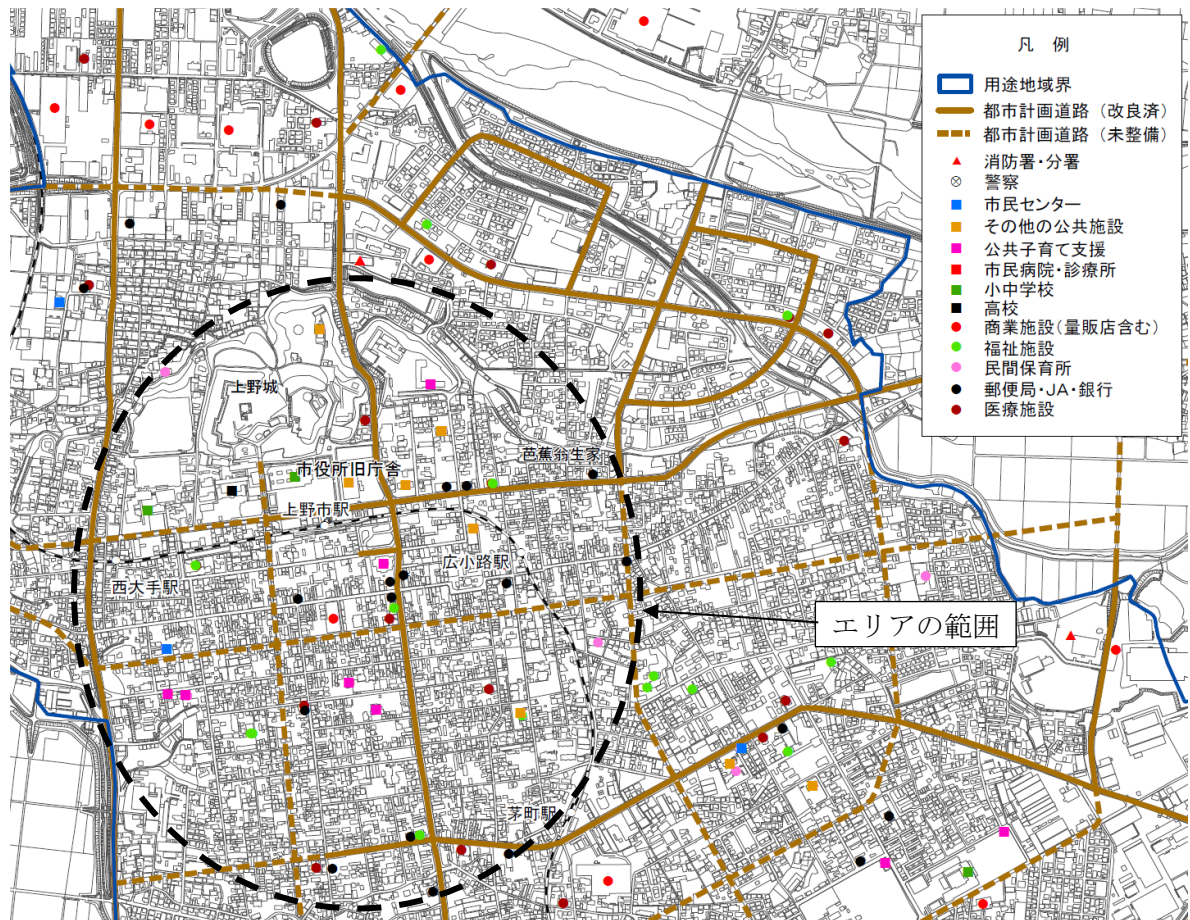 凡 例
用途地域界
都市計画道路（改良済）
都市計画道路（未整備）
消防署・分署
警察
市民センター
その他の公共施設
公共子育て支援
市民病院・診療所
小中学校
高校
商業施設（量販店含む）
福祉施設
民間保育所
郵便局・JA・銀行
医療施設
上野城
芭蕉翁生家
市役所旧庁舎
上野市駅
広小路駅
西大手駅
エリアの範囲
茅町駅